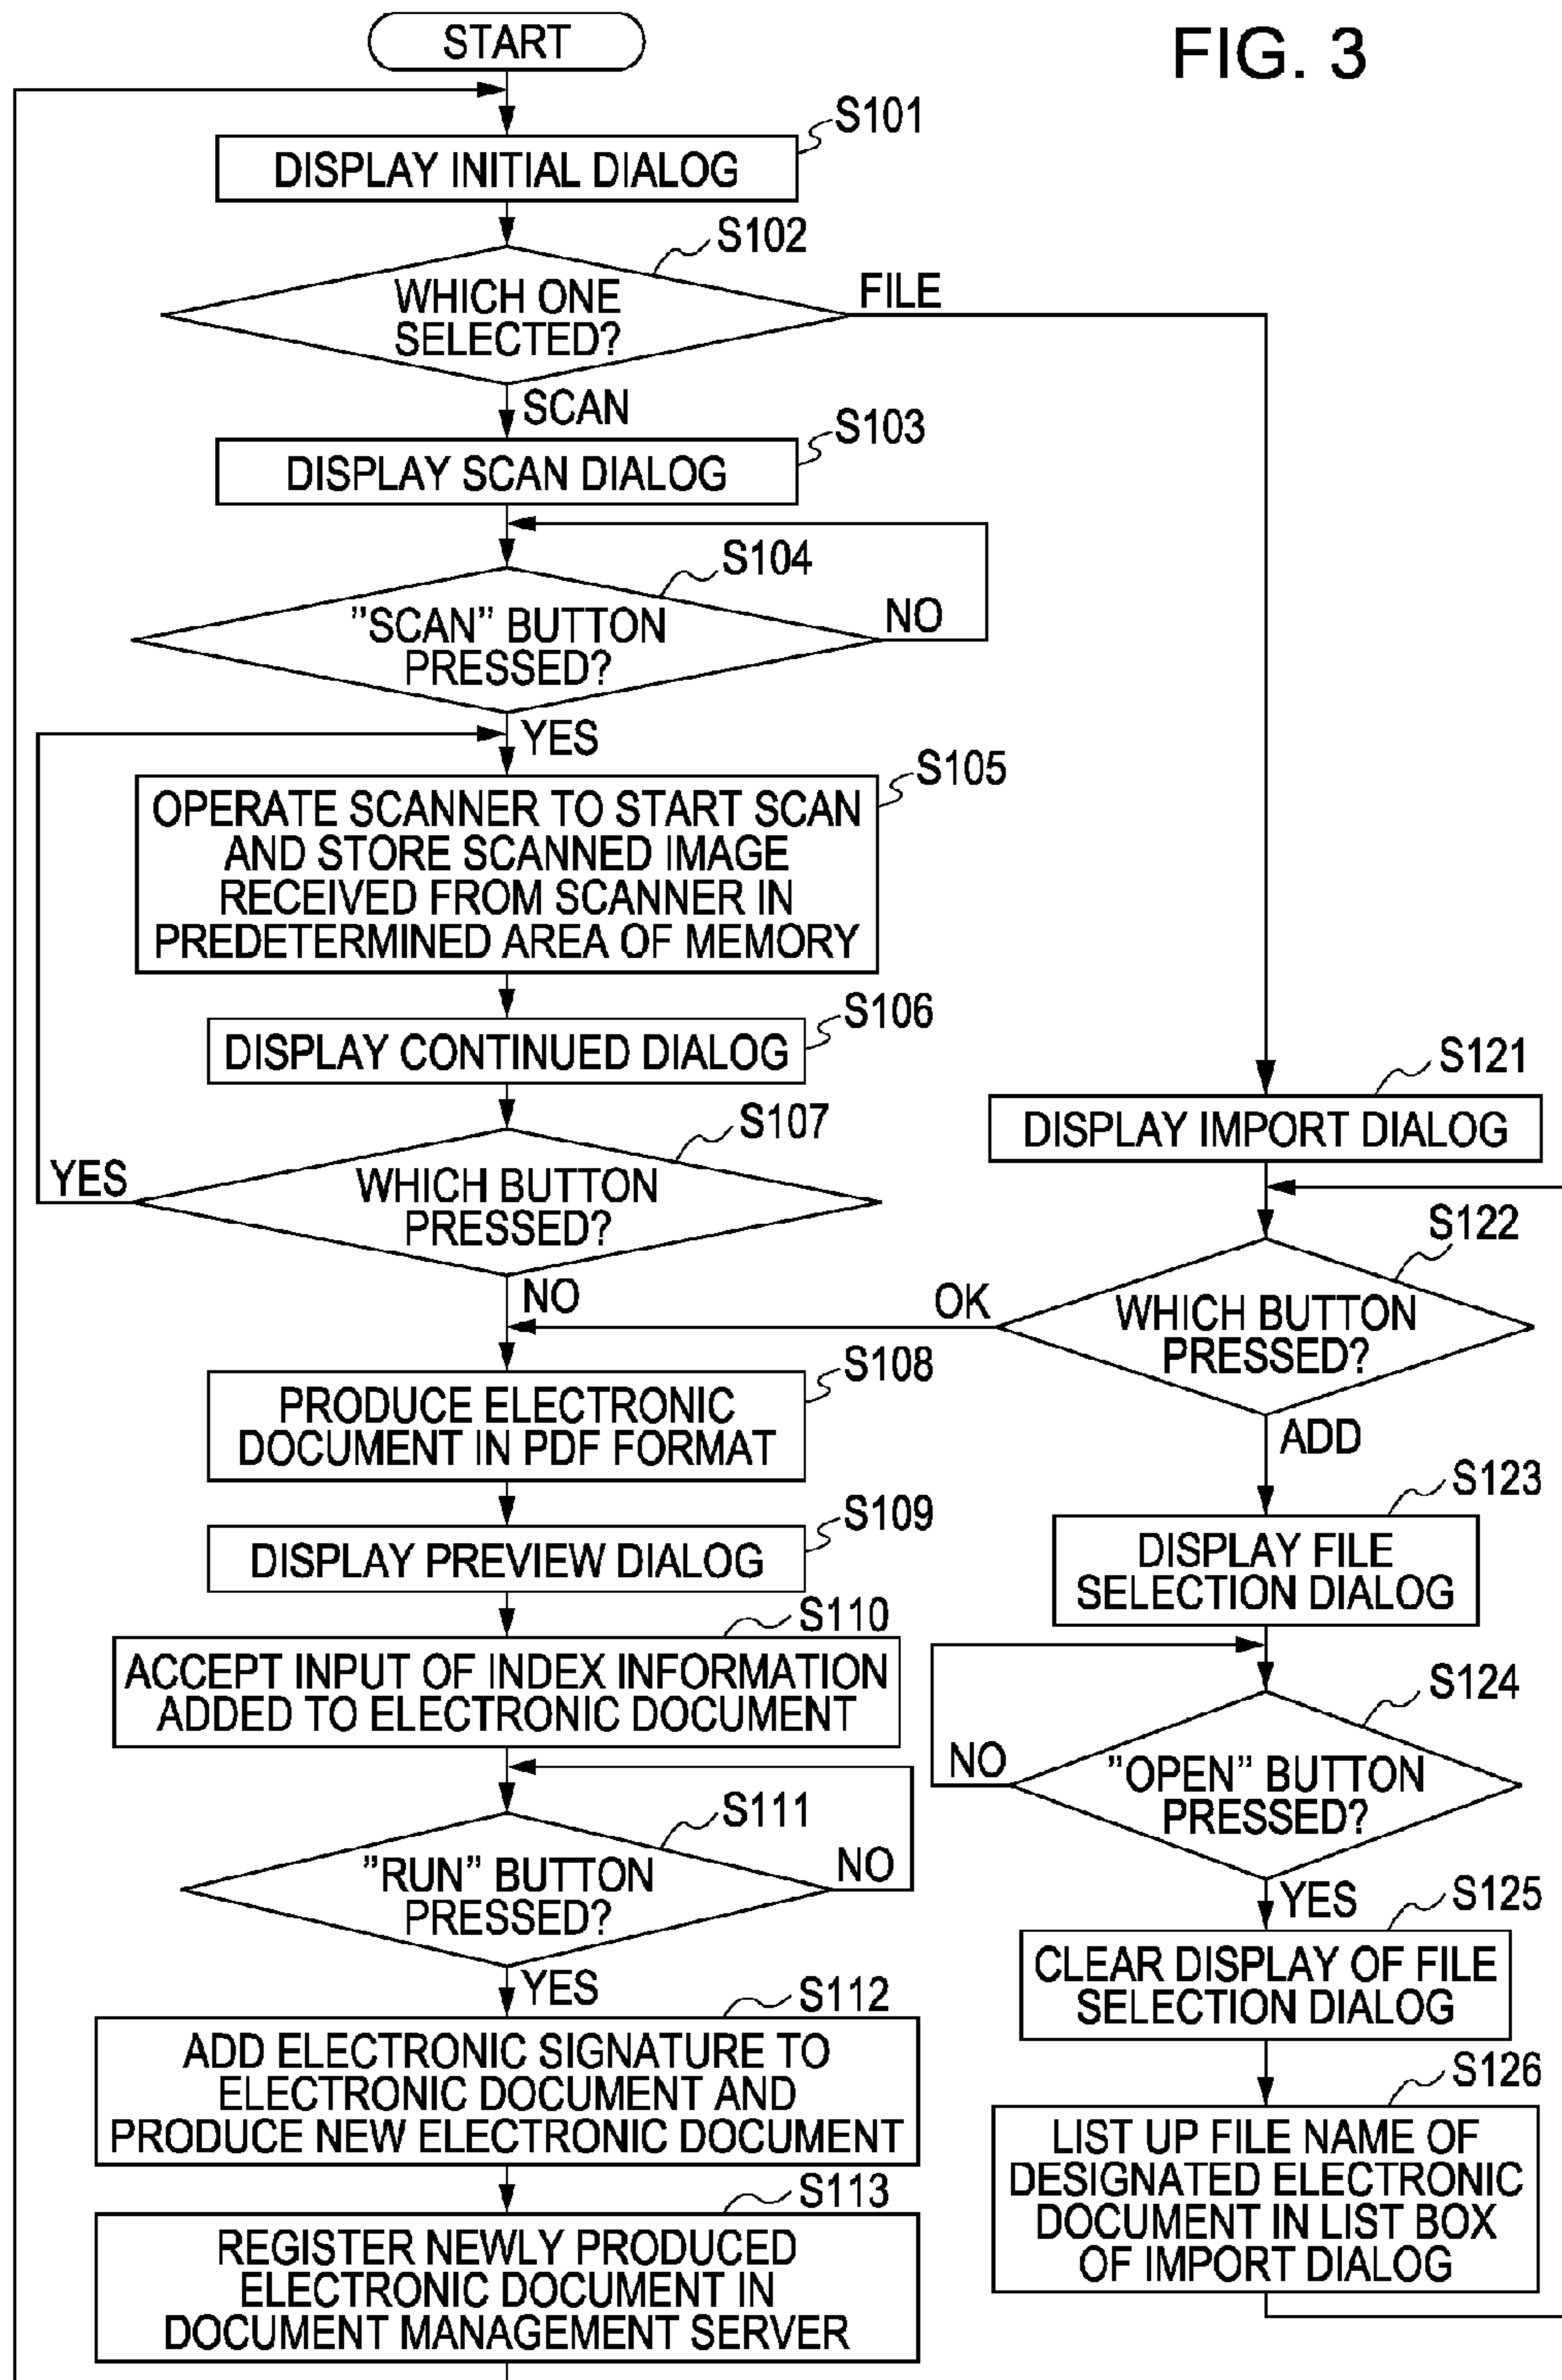 FIG. 3
START
S101
DISPLAY INITIAL DIALOG
S102
WHICH ONE
SELECTED?
FILE
SCAN
S103
DISPLAY SCAN DIALOG
S104
”SCAN” BUTTON
PRESSED?
NO
YES
S105
OPERATE SCANNER TO START SCAN
AND STORE SCANNED IMAGE
RECEIVED FROM SCANNER IN
PREDETERMINED AREA OF MEMORY
S106
DISPLAY CONTINUED DIALOG
S107
WHICH BUTTON
PRESSED?
YES
NO
S108
PRODUCE ELECTRONIC
DOCUMENT IN PDF FORMAT
S109
DISPLAY PREVIEW DIALOG
S110
ACCEPT INPUT OF INDEX INFORMATION
ADDED TO ELECTRONIC DOCUMENT
S111
”RUN” BUTTON
PRESSED?
NO
YES
S112
ADD ELECTRONIC SIGNATURE TO
ELECTRONIC DOCUMENT AND
PRODUCE NEW ELECTRONIC DOCUMENT
S113
REGISTER NEWLY PRODUCED
ELECTRONIC DOCUMENT IN
DOCUMENT MANAGEMENT SERVER
S121
DISPLAY IMPORT DIALOG
S122
WHICH BUTTON
PRESSED?
OK
ADD
S123
DISPLAY FILE
SELECTION DIALOG
S124
”OPEN” BUTTON
PRESSED?
NO
YES
S125
CLEAR DISPLAY OF FILE
SELECTION DIALOG
S126
LIST UP FILE NAME OF
DESIGNATED ELECTRONIC
DOCUMENT IN LIST BOX
OF IMPORT DIALOG